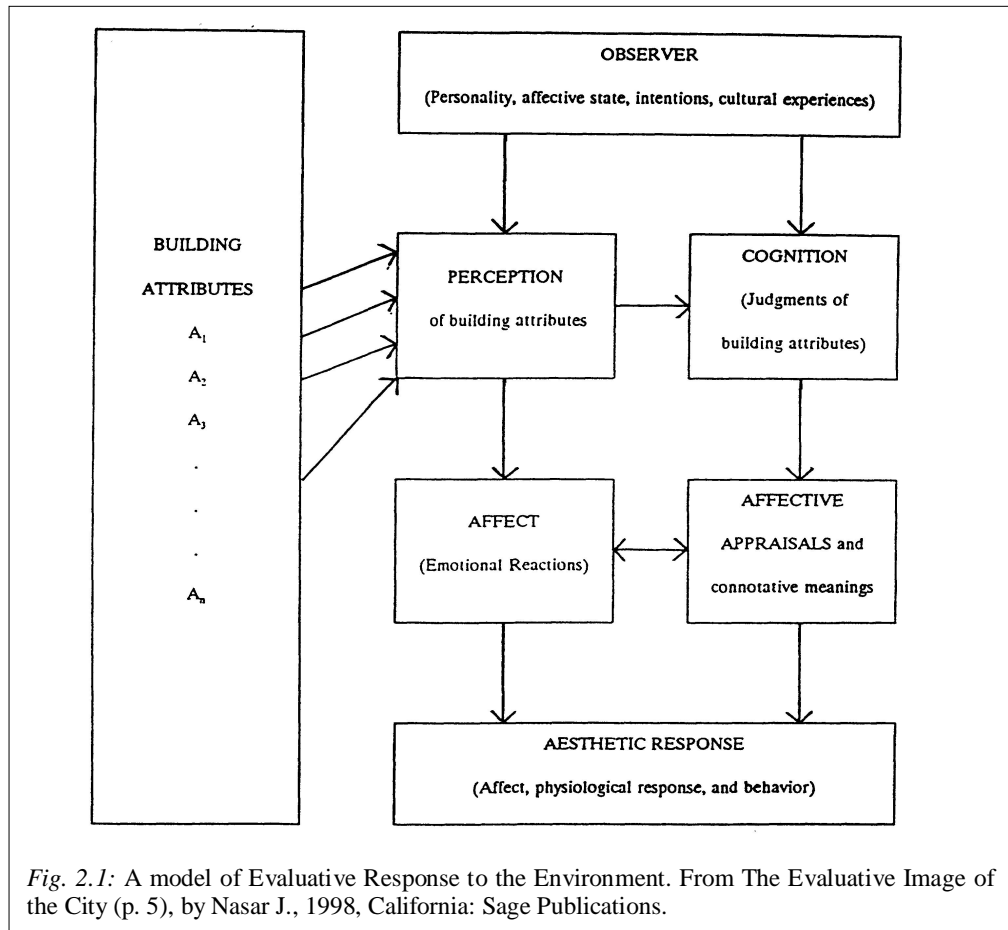 OBSERVER
(Personality, affective state, intentions, cultural experiences)
BUILDING
ATTRIBUTES
A₁
A₂
A₃
.
.
.
Aₙ
PERCEPTION
of building attributes
COGNITION
(Judgments of
building attributes)
AFFECT
(Emotional Reactions)
AFFECTIVE
APPRAISALS and
connotative meanings
AESTHETIC RESPONSE
(Affect, physiological response, and behavior)
Fig. 2.1: A model of Evaluative Response to the Environment. From The Evaluative Image of
the City (p. 5), by Nasar J., 1998, California: Sage Publications.